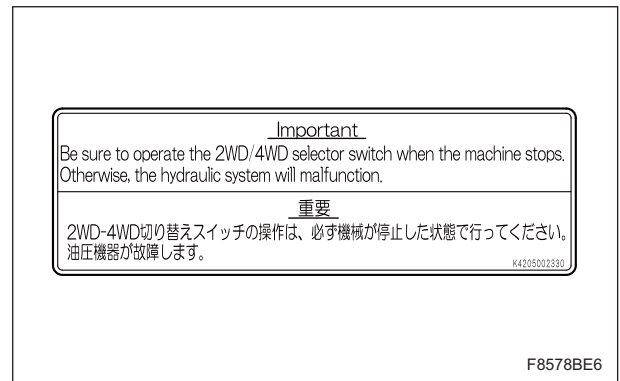 Important
Be sure to operate the 2WD/4WD selector switch when the machine stops.
Otherwise, the hydraulic system will malfunction.
重要
2WD-4WD切り替えスイッチの操作は、必ず機械が停止した状態で行ってください。
油圧機器が故障します。
K4205002330
F8578BE6